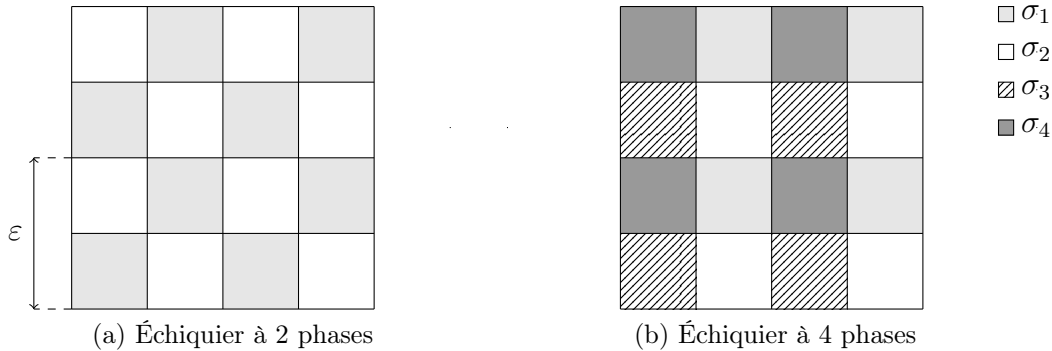 σ1
σ2
σ3
σ4
ε
(a) Échiquier à 2 phases
(b) Échiquier à 4 phases